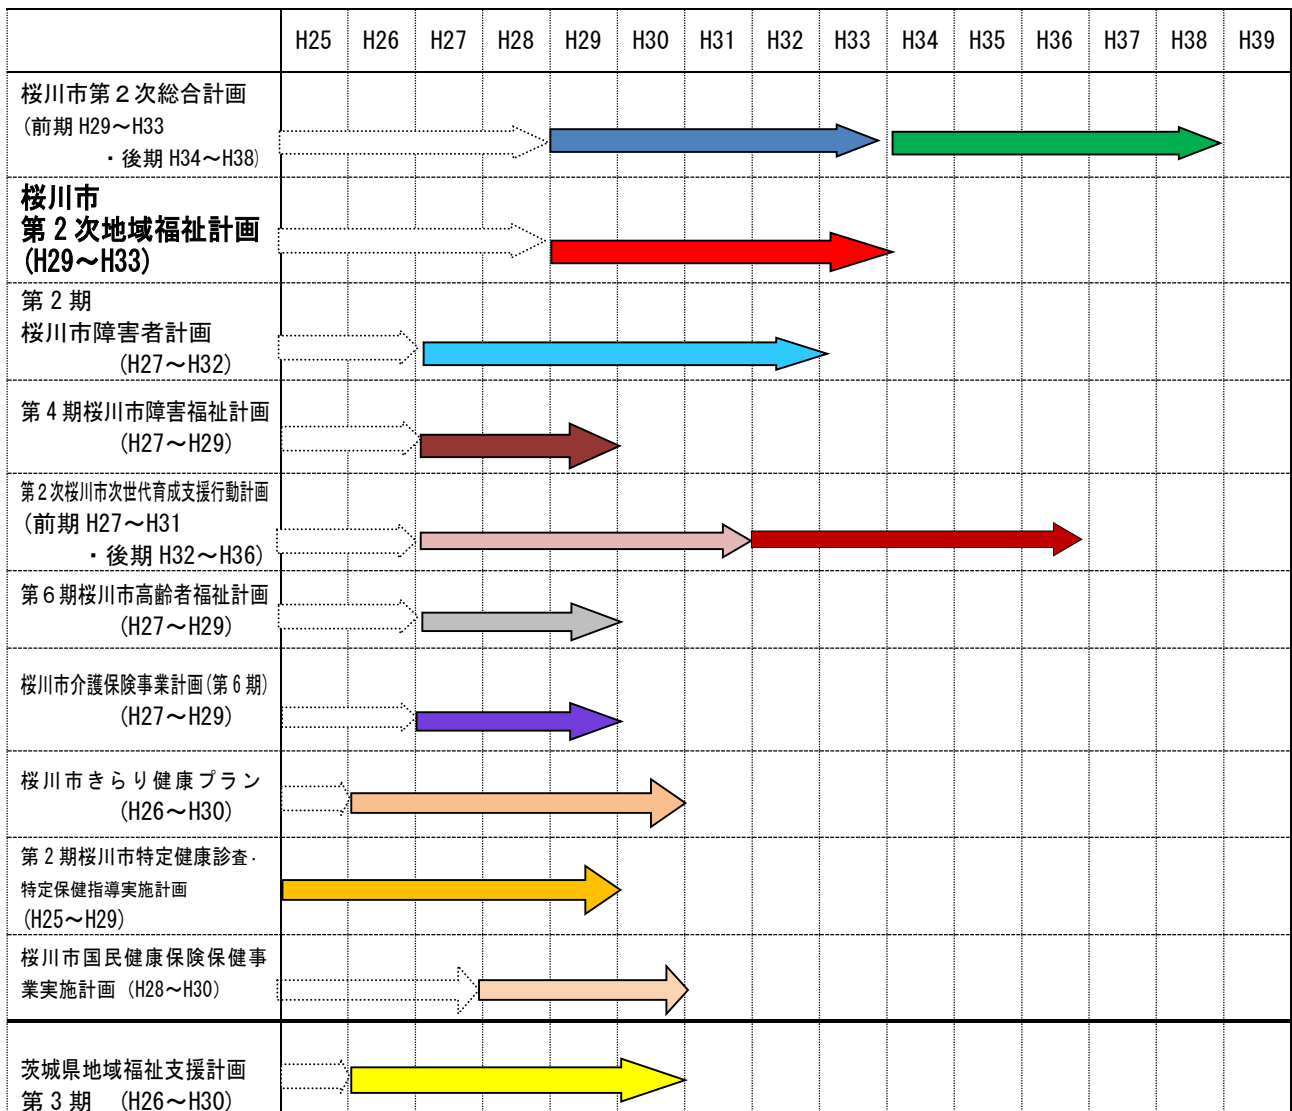 H25 H26 H27 H28 H29 H30 H31 H32 H33 H34 H35 H36 H37 H38 H39
桜川市第２次総合計画
(前期 H29～H33
・後期 H34～H38)
桜川市
第２次地域福祉計画
(H29～H33)
第２期
桜川市障害者計画
(H27～H32)
第４期桜川市障害福祉計画
(H27～H29)
第２次桜川市次世代育成支援行動計画
(前期 H27～H31
・後期 H32～H36)
第６期桜川市高齢者福祉計画
(H27～H29)
桜川市介護保険事業計画(第６期)
(H27～H29)
桜川市きらり健康プラン
(H26～H30)
第２期桜川市特定健康診査・
特定保健指導実施計画
(H25～H29)
桜川市国民健康保険保健事
業実施計画 (H28～H30)
茨城県地域福祉支援計画
第３期 (H26～H30)